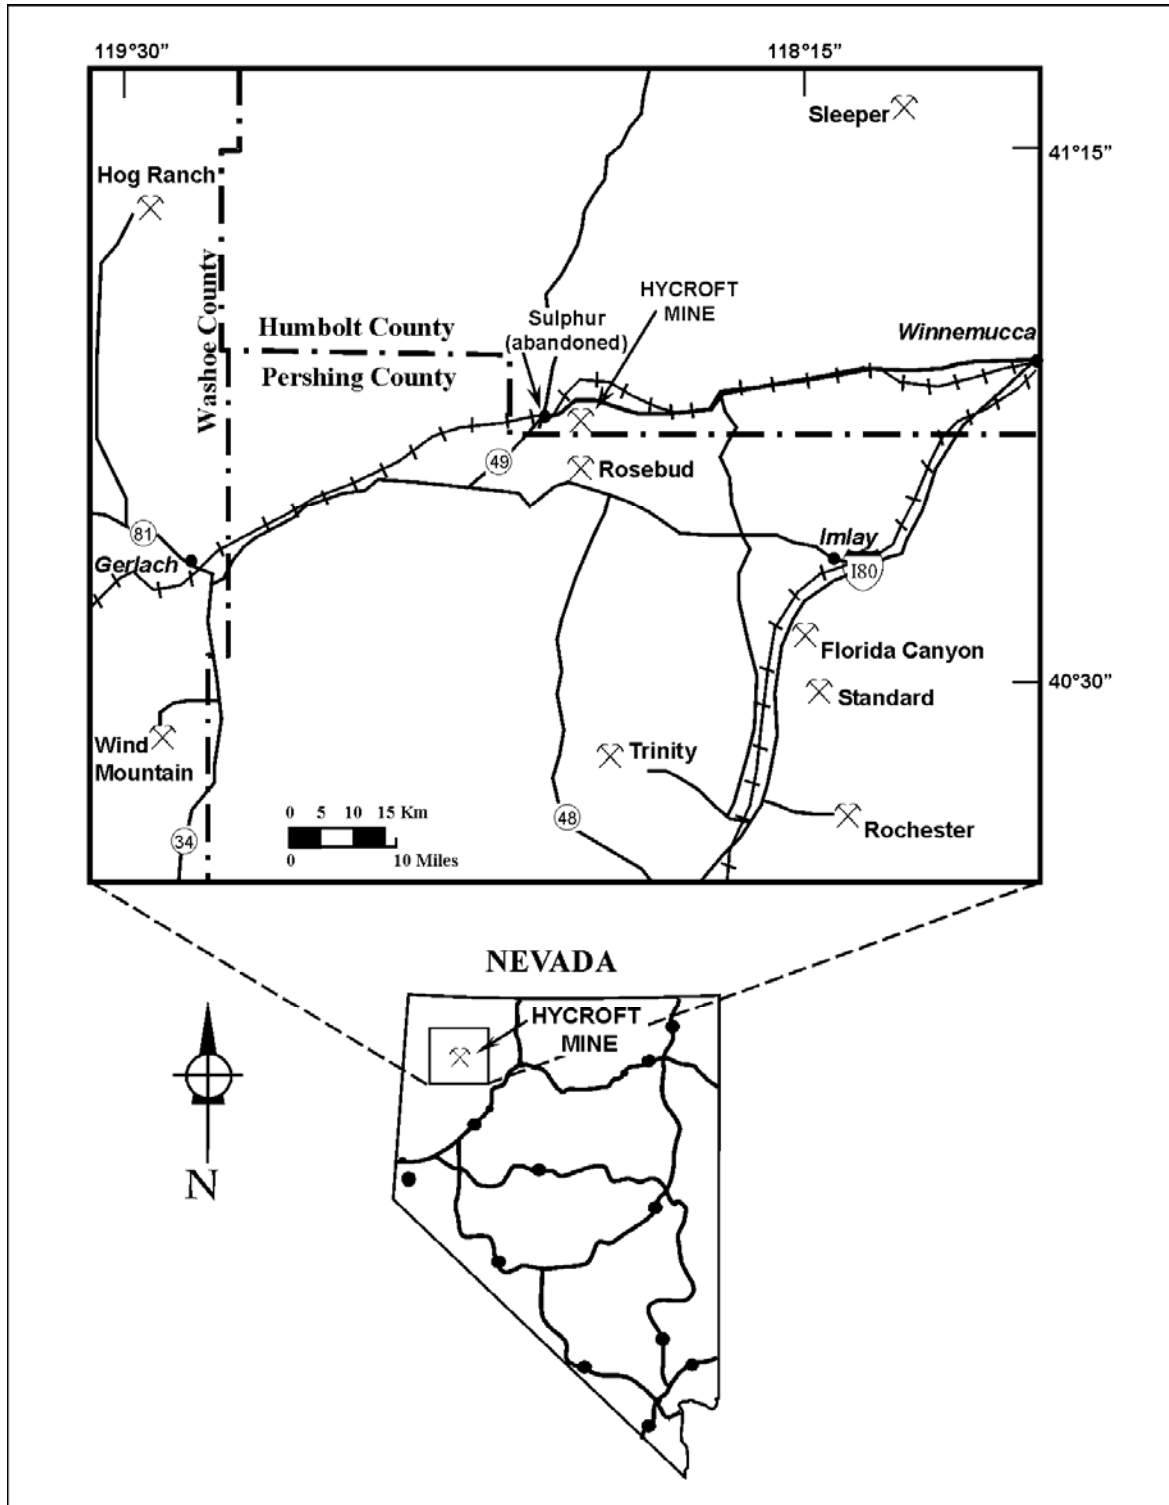 119°30”
118°15”
Sleeper
41°15”
Hog Ranch
Washoe County
HYCROFT
MINE
Sulphur
(abandoned)
Humbolt County
Winnemucca
Pershing County
49
Rosebud
81
Gerlach
Imlay
I80
Florida Canyon
40°30”
Standard
Wind
Mountain
Trinity
0 5 10 15 Km
48
Rochester
34
0 10 Miles
NEVADA
HYCROFT
MINE
N